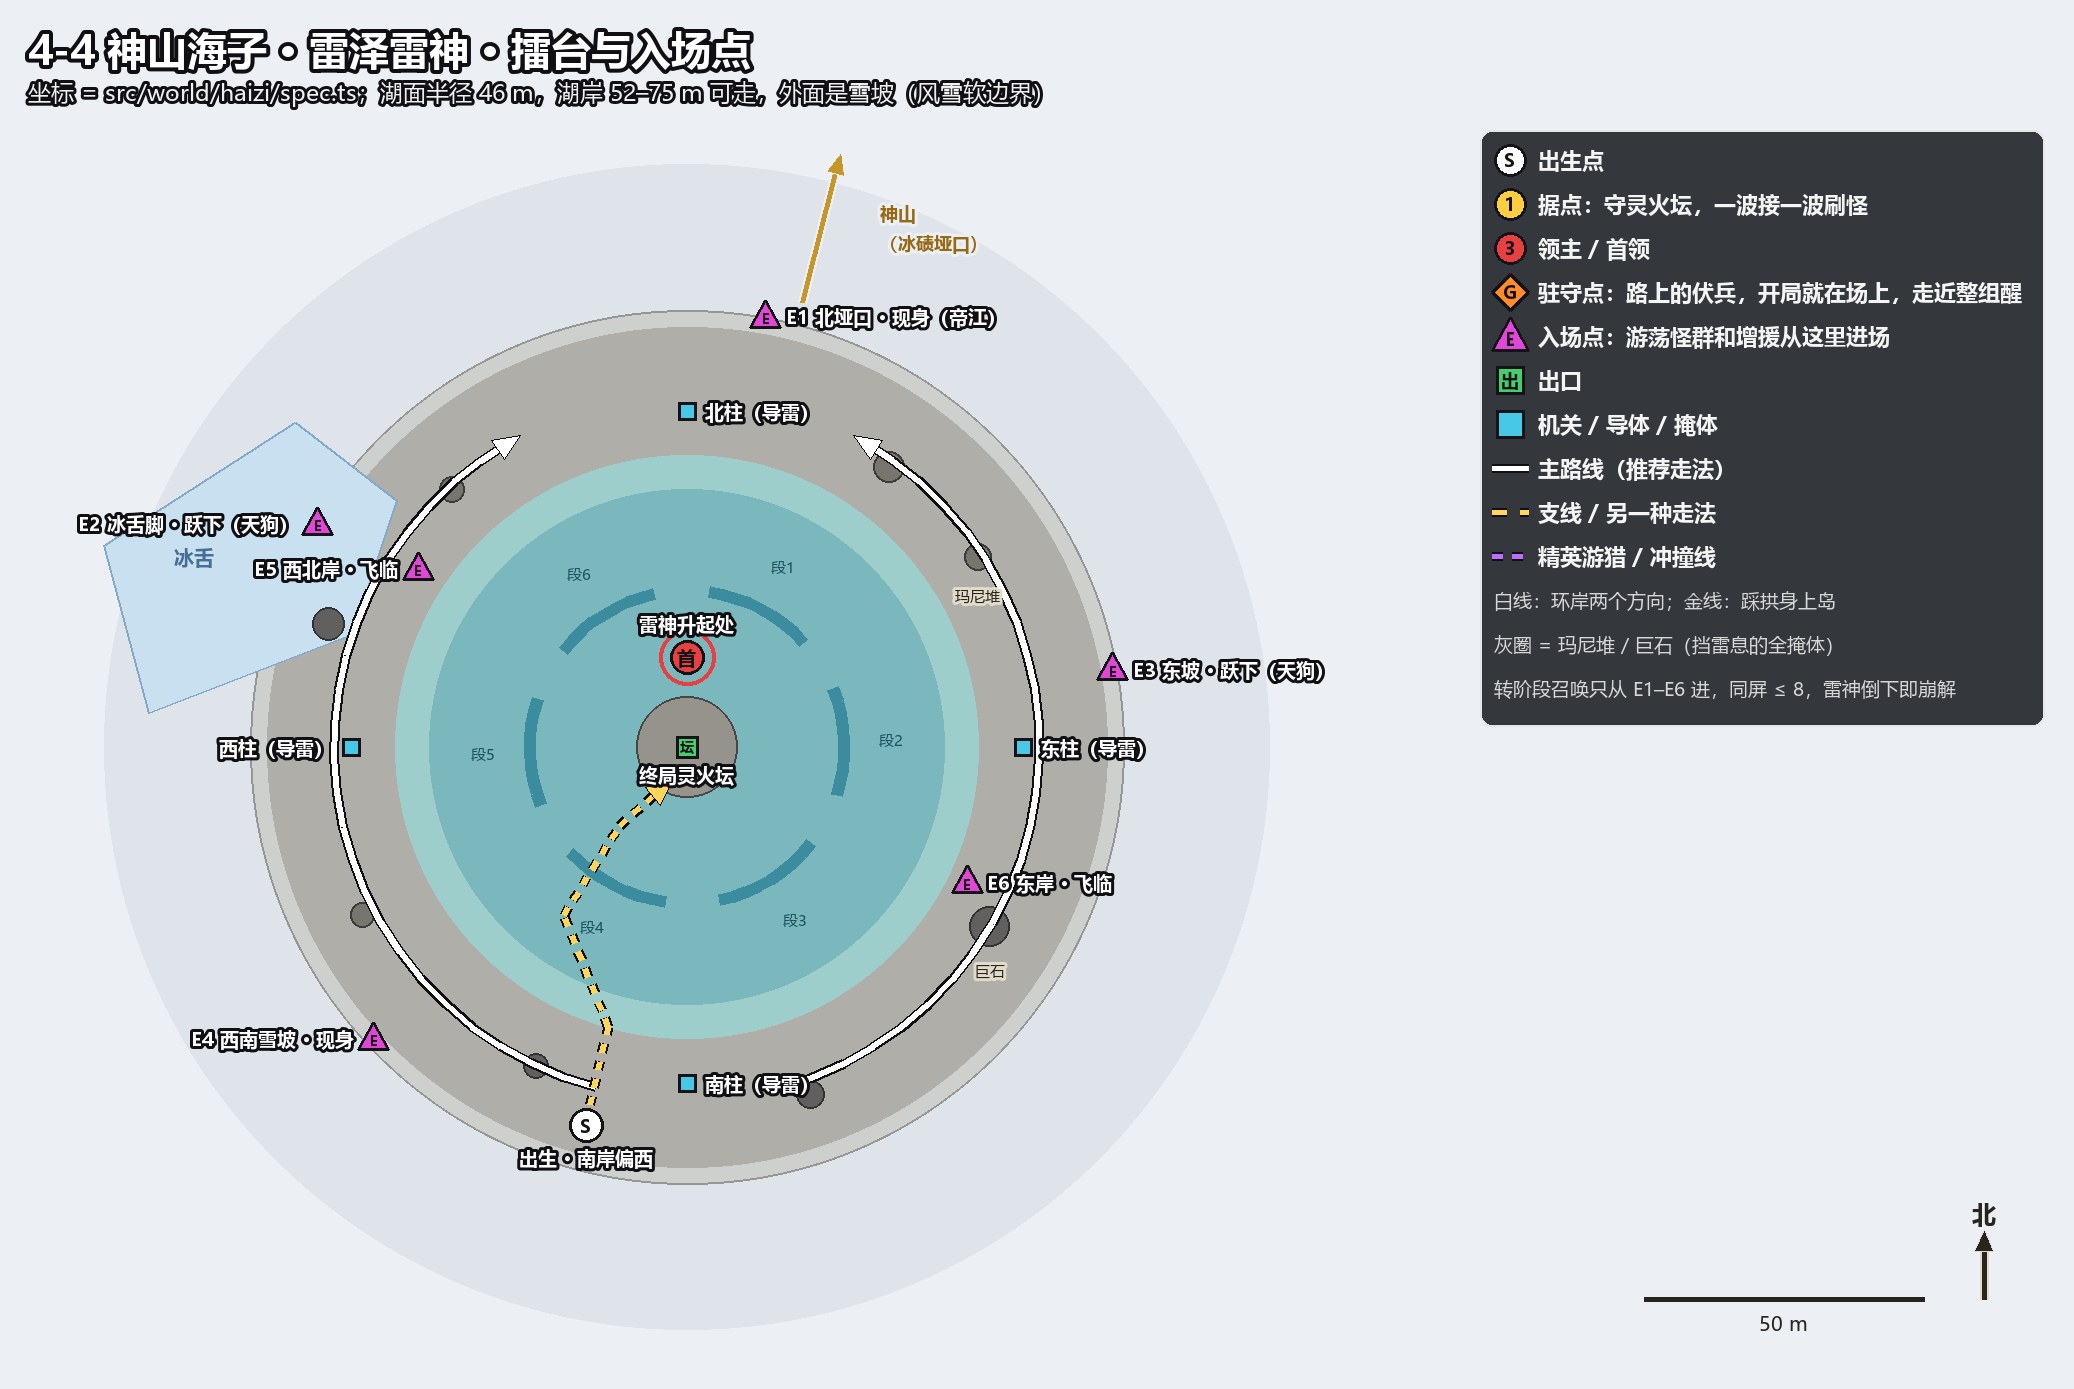 4-4 神山海子·雷泽雷神·擂台与入场点
坐标 = src/world/haizi/spec.ts；湖面半径 46 m，湖岸 52–75 m 可走，外面是雪坡（风雪软边界）
神山
（冰碛垭口）
E
E1 北垭口·现身（帝江）
北柱（导雷）
E2 冰舌脚·跃下（天狗）
E
冰舌
E5 西北岸·飞临
E
段6
段1
玛尼堆
雷神升起处
首
E
E3 东坡·跃下（天狗）
西柱（导雷）
段5
坛
终局灵火坛
段2
东柱（导雷）
E
E6 东岸·飞临
段4
段3
巨石
E4 西南雪坡·现身
E
南柱（导雷）
S
出生·南岸偏西
S 出生点
1 据点：守灵火坛，一波接一波刷怪
3 领主 / 首领
G 驻守点：路上的伏兵，开局就在场上，走近整组醒
E 入场点：游荡怪群和增援从这里进场
出 出口
机关 / 导体 / 掩体
主路线（推荐走法）
支线 / 另一种走法
精英游猎 / 冲撞线
白线：环岸两个方向；金线：踩拱身上岛
灰圈 = 玛尼堆 / 巨石（挡雷息的全掩体）
转阶段召唤只从 E1–E6 进，同屏 ≤ 8，雷神倒下即崩解
北
50 m